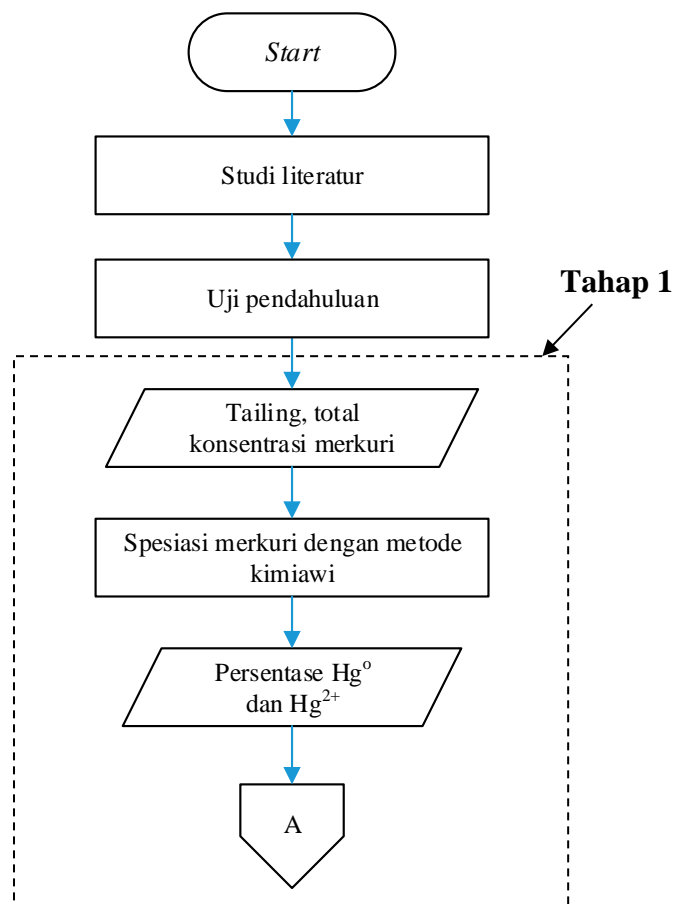 Start
Studi literatur
Uji pendahuluan
Tahap 1
Tailing, total
konsentrasi merkuri
Spesiasi merkuri dengan metode
kimiawi
Persentase Hg⁰
dan Hg²⁺
A